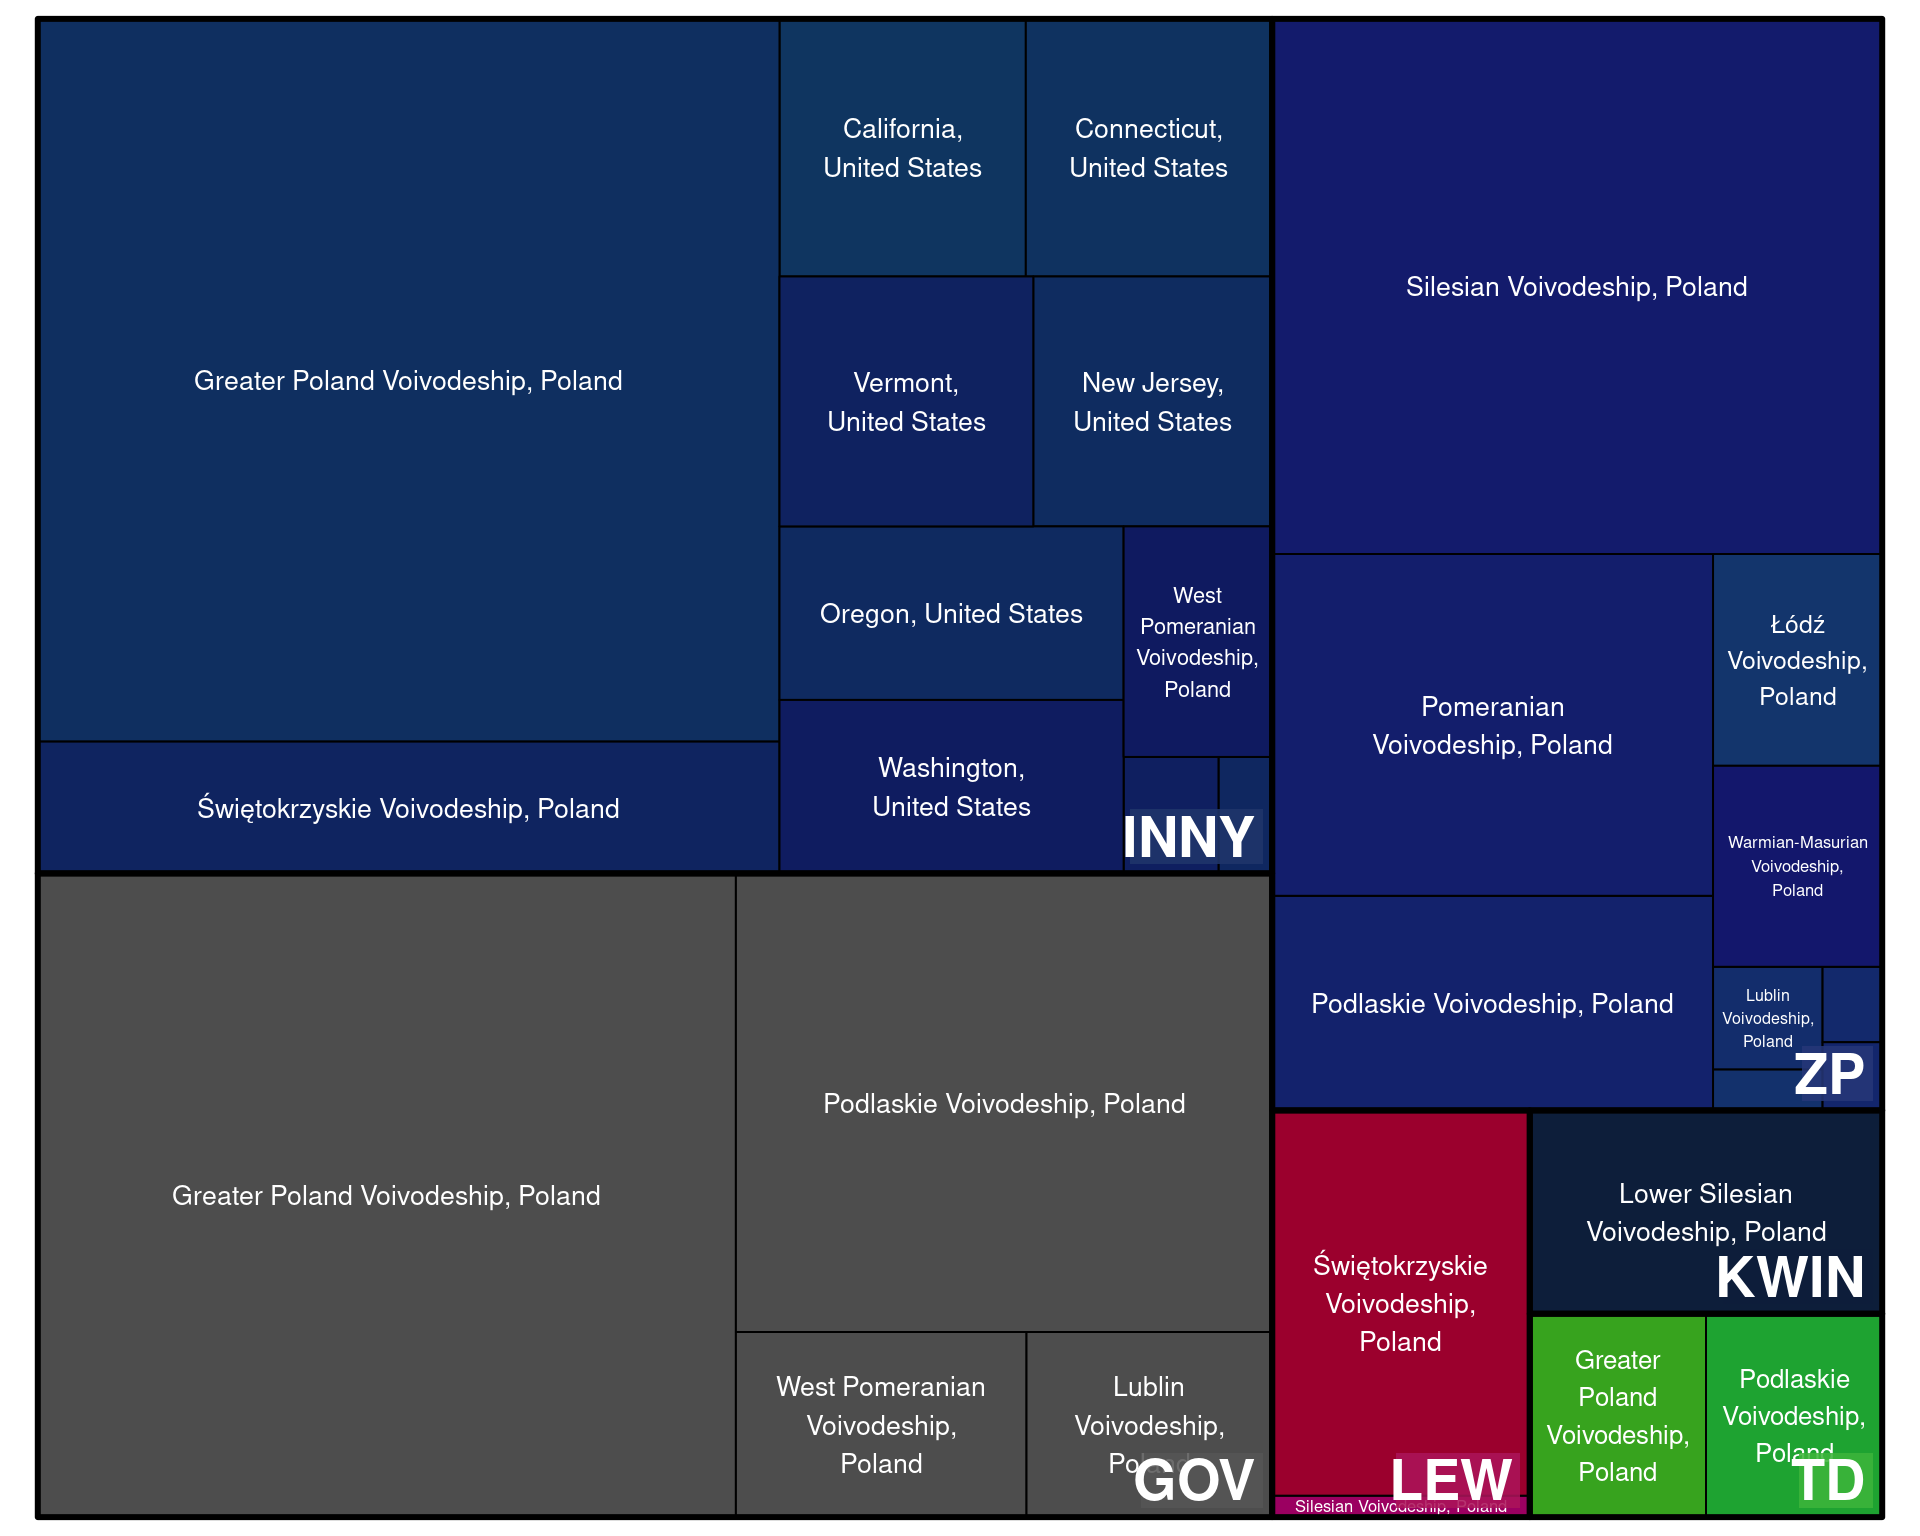 Greater Poland Voivodeship, Poland
Świętokrzyskie Voivodeship, Poland
California,
United States
Connecticut,
United States
Vermont,
United States
New Jersey,
United States
Oregon, United States
West
Pomeranian
Voivodeship,
Poland
Washington,
United States
INNY
Greater Poland Voivodeship, Poland
Podlaskie Voivodeship, Poland
West Pomeranian
Voivodeship,
Poland
Lublin
Voivodeship,
Poland
GOV
Silesian Voivodeship, Poland
Pomeranian
Voivodeship, Poland
Łódź
Voivodeship,
Poland
Warmian-Masurian
Voivodeship,
Poland
Podlaskie Voivodeship, Poland
Lublin
Voivodeship,
Poland
ZP
Świętokrzyskie
Voivodeship,
Poland
Silesian Voivodeship, Poland
LEW
Lower Silesian
Voivodeship, Poland
KWIN
Greater
Poland
Voivodeship,
Poland
Podlaskie
Voivodeship,
Poland
TD